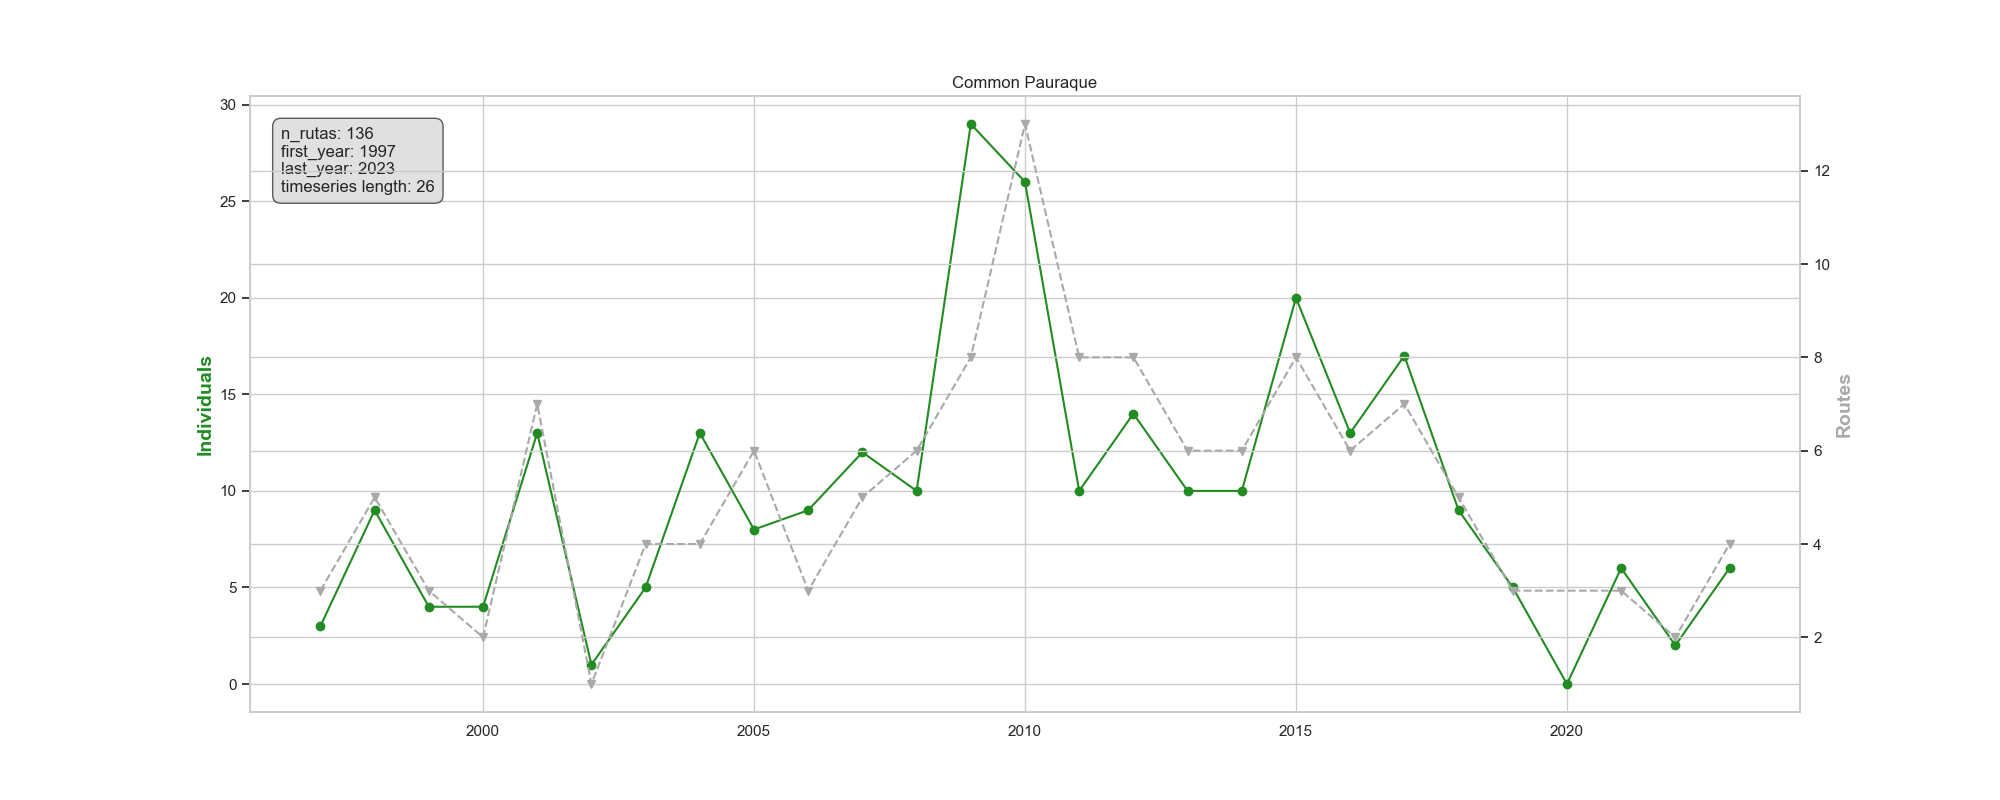 Common Pauraque
n_rutas: 136
first_year: 1997
last_year: 2023
timeseries length: 26
Individuals
30
25
20
15
10
5
0
12
10
8
6
4
2
Routes
2000
2005
2010
2015
2020